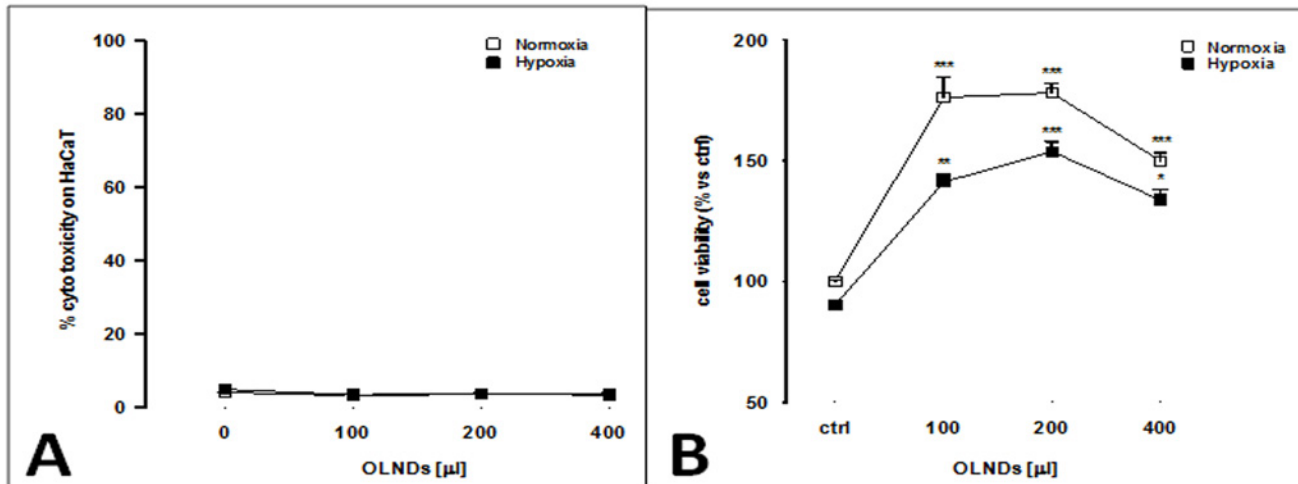 100
80
60
40
20
0
% cyto toxicity on HaCaT
Normoxia
Hypoxia
0 100 200 400
OLNDs [µl]
A
200
150
100
50
cell viability (% vs ctrl)
Normoxia
Hypoxia
*** *** ***
** *** *
ctrl 100 200 400
OLNDs [µl]
B